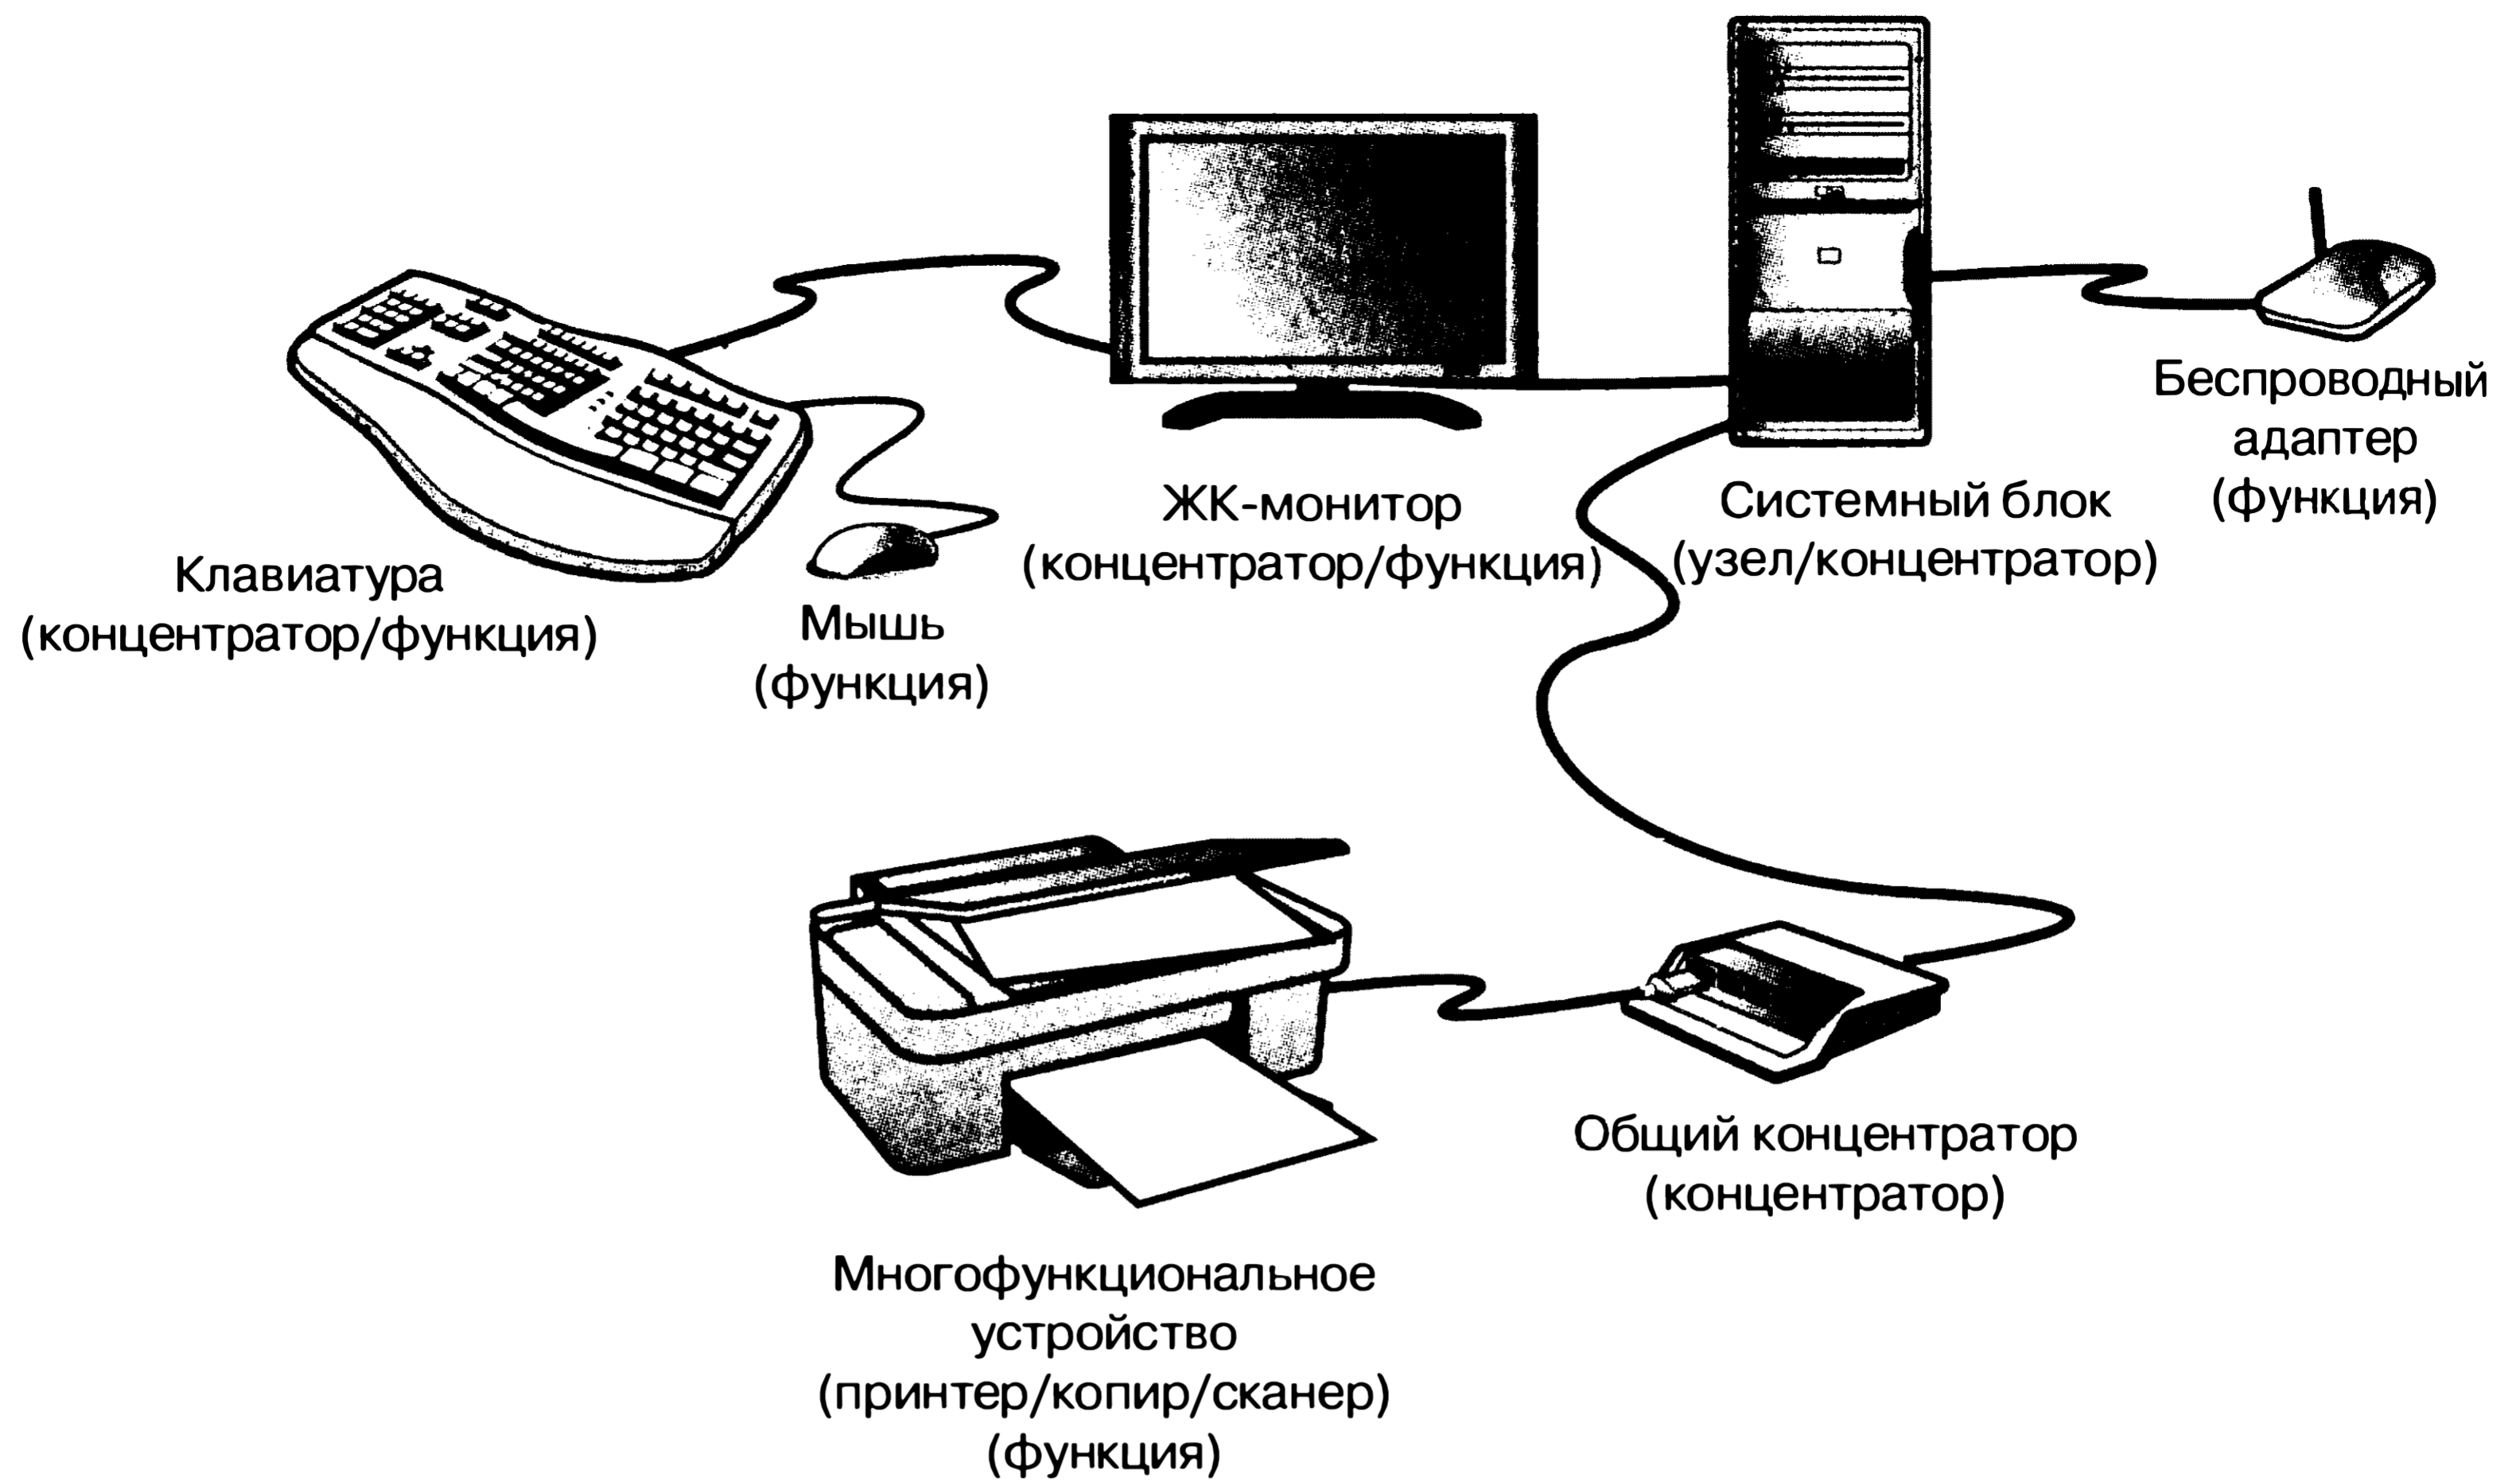 Клавиатура
(концентратор/функция)
Мышь
(функция)
ЖК-монитор
(концентратор/функция)
Системный блок
(узел/концентратор)
Беспроводный
адаптер
(функция)
Многофункциональное
устройство
(принтер/копир/сканер)
(функция)
Общий концентратор
(концентратор)